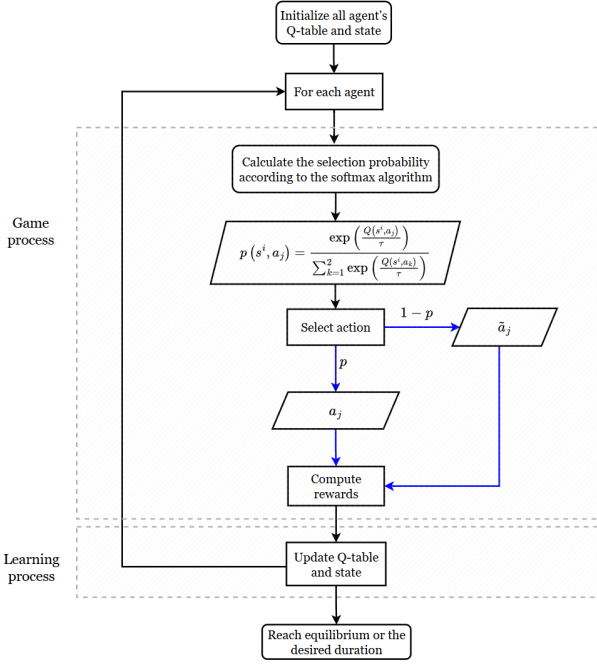 Initialize all agent's
Q-table and state
For each agent
Calculate the selection probability
according to the softmax algorithm
Game
process
p(s^i, a_j) = exp(Q(s^i,a_j)/τ) / ∑_{k=1}^{2} exp(Q(s^i,a_k)/τ)
Select action
1 − p
ã_j
p
a_j
Compute
rewards
Learning
process
Update Q-table
and state
Reach equilibrium or the
desired duration